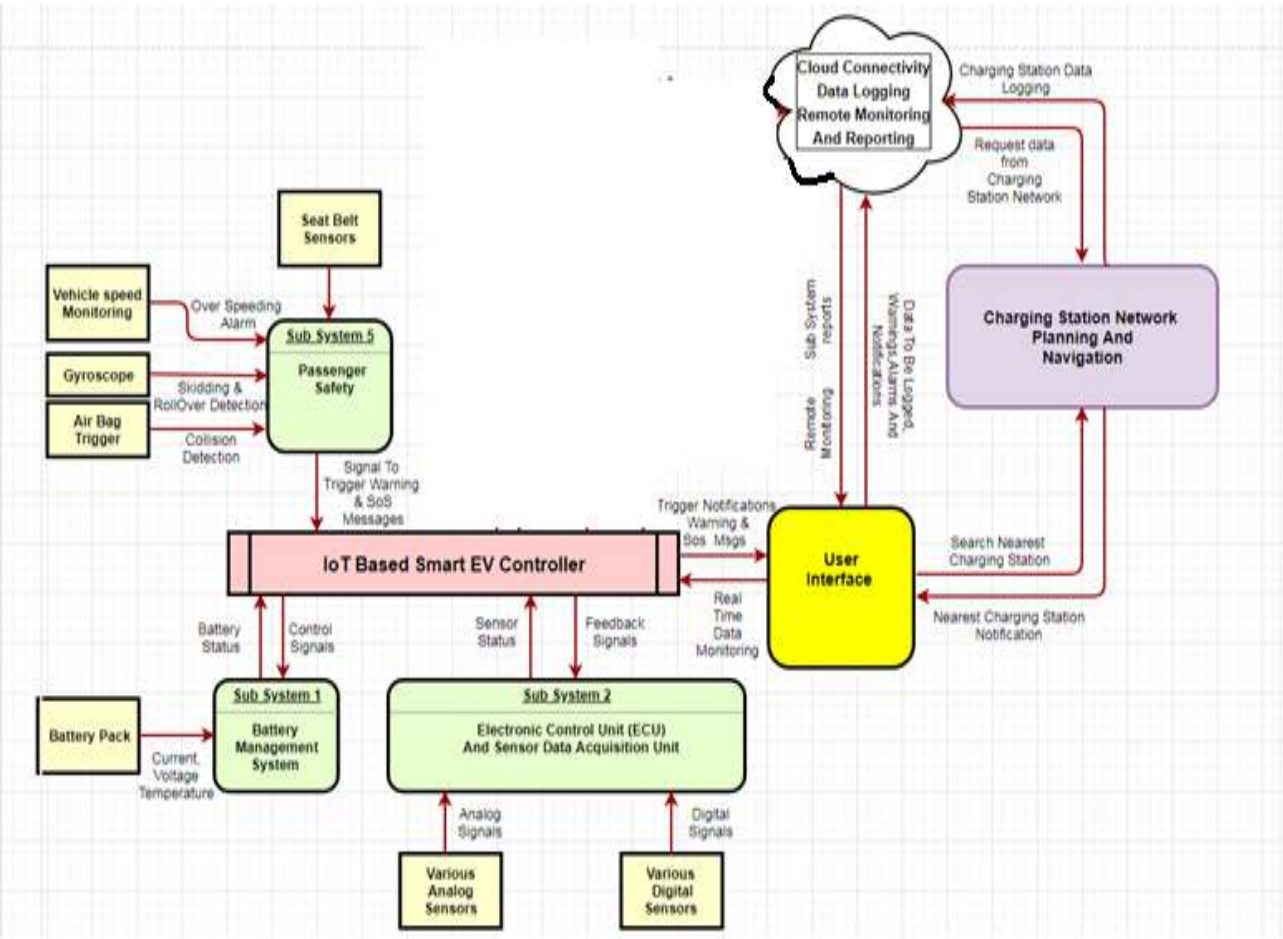 Cloud Connectivity
Data Logging
Remote Monitoring
And Reporting
Charging Station Data
Logging
Request data
from
Charging
Station Network
Seat Belt
Sensors
Vehicle speed
Monitoring
Over Speeding
Alarm
Gyroscope
Skidding &
RollOver Detection
Air Bag
Trigger
Collision
Detection
Sub System 5
Passenger
Safety
Signal To
Trigger Warning
& SoS
Messages
Remote
Monitoring
Sub System
reports
Data To Be Logged,
Warnings,Alarms And
Notifications
Charging Station Network
Planning And
Navigation
IoT Based Smart EV Controller
Trigger Notifications
Warning &
Sos Msgs
Real
Time
Data
Monitoring
User
Interface
Search Nearest
Charging Station
Nearest Charging Station
Notification
Battery
Status
Control
Signals
Sensor
Status
Feedback
Signals
Battery Pack
Current,
Voltage
Temperature
Sub System 1
Battery
Management
System
Sub System 2
Electronic Control Unit (ECU)
And Sensor Data Acquisition Unit
Analog
Signals
Digital
Signals
Various
Analog
Sensors
Various
Digital
Sensors